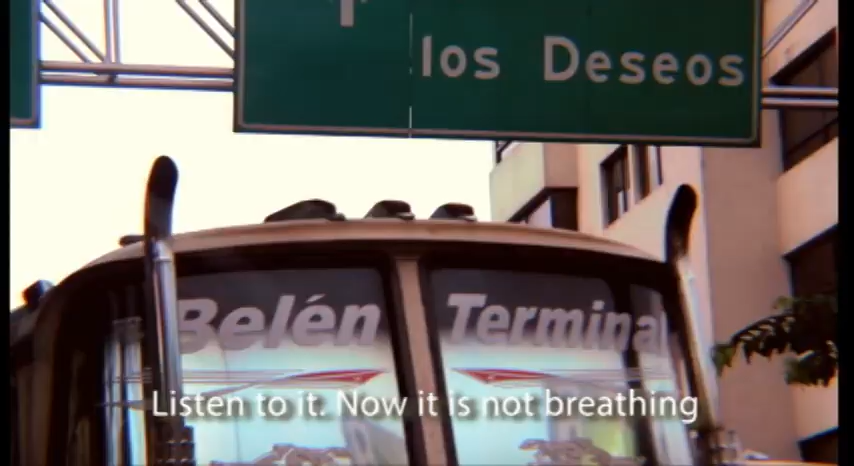 los Deseos
Belén Terminal
Listen to it. Now it is not breathing